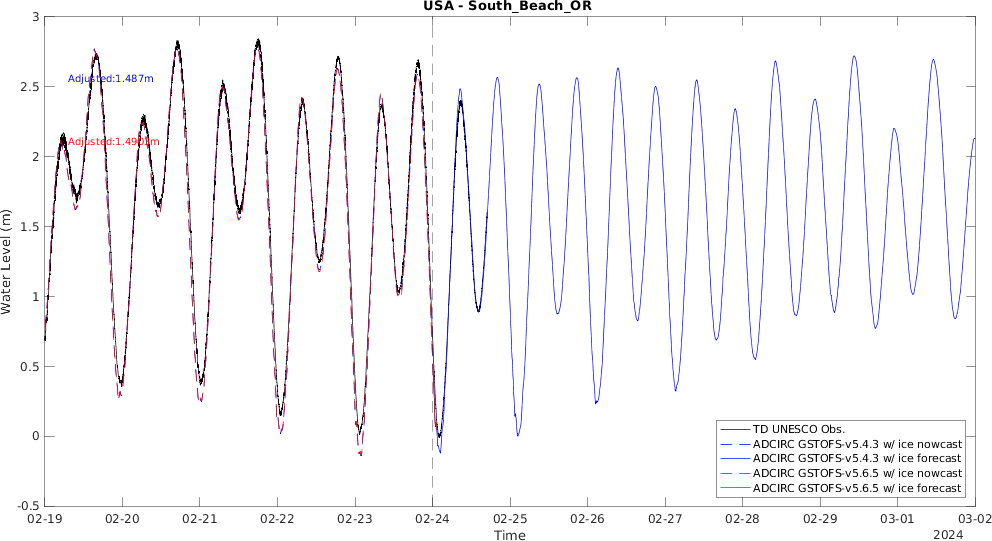 USA - South_Beach_OR
3
2.5
2
1.5
1
0.5
0
-0.5
Water Level (m)
Adjusted:1.487m
TD UNESCO Obs.
ADCIRC GSTOFS-v5.4.3 w/ ice nowcast
ADCIRC GSTOFS-v5.4.3 w/ ice forecast
ADCIRC GSTOFS-v5.6.5 w/ ice nowcast
ADCIRC GSTOFS-v5.6.5 w/ ice forecast
02-19 02-20 02-21 02-22 02-23 02-24 02-25 02-26 02-27 02-28 02-29 03-01 03-02
Time
2024